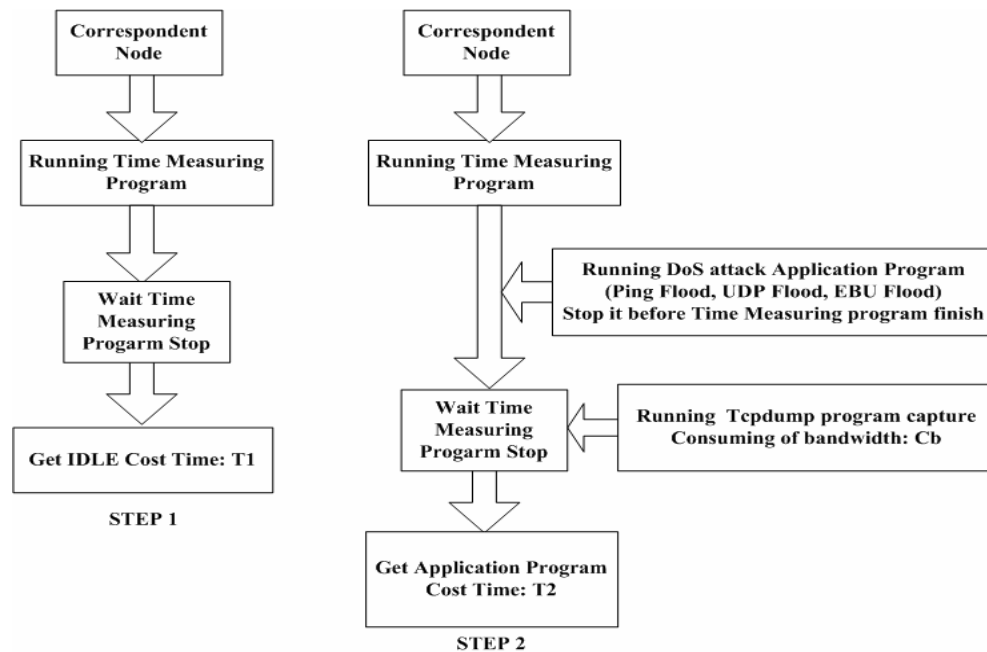 Correspondent
Node
Running Time Measuring
Program
Wait Time
Measuring
Progarm Stop
Get IDLE Cost Time: T1
STEP 1
Correspondent
Node
Running Time Measuring
Program
Running DoS attack Application Program
(Ping Flood, UDP Flood, EBU Flood)
Stop it before Time Measuring program finish
Wait Time
Measuring
Progarm Stop
Running Tcpdump program capture
Consuming of bandwidth: Cb
Get Application Program
Cost Time: T2
STEP 2